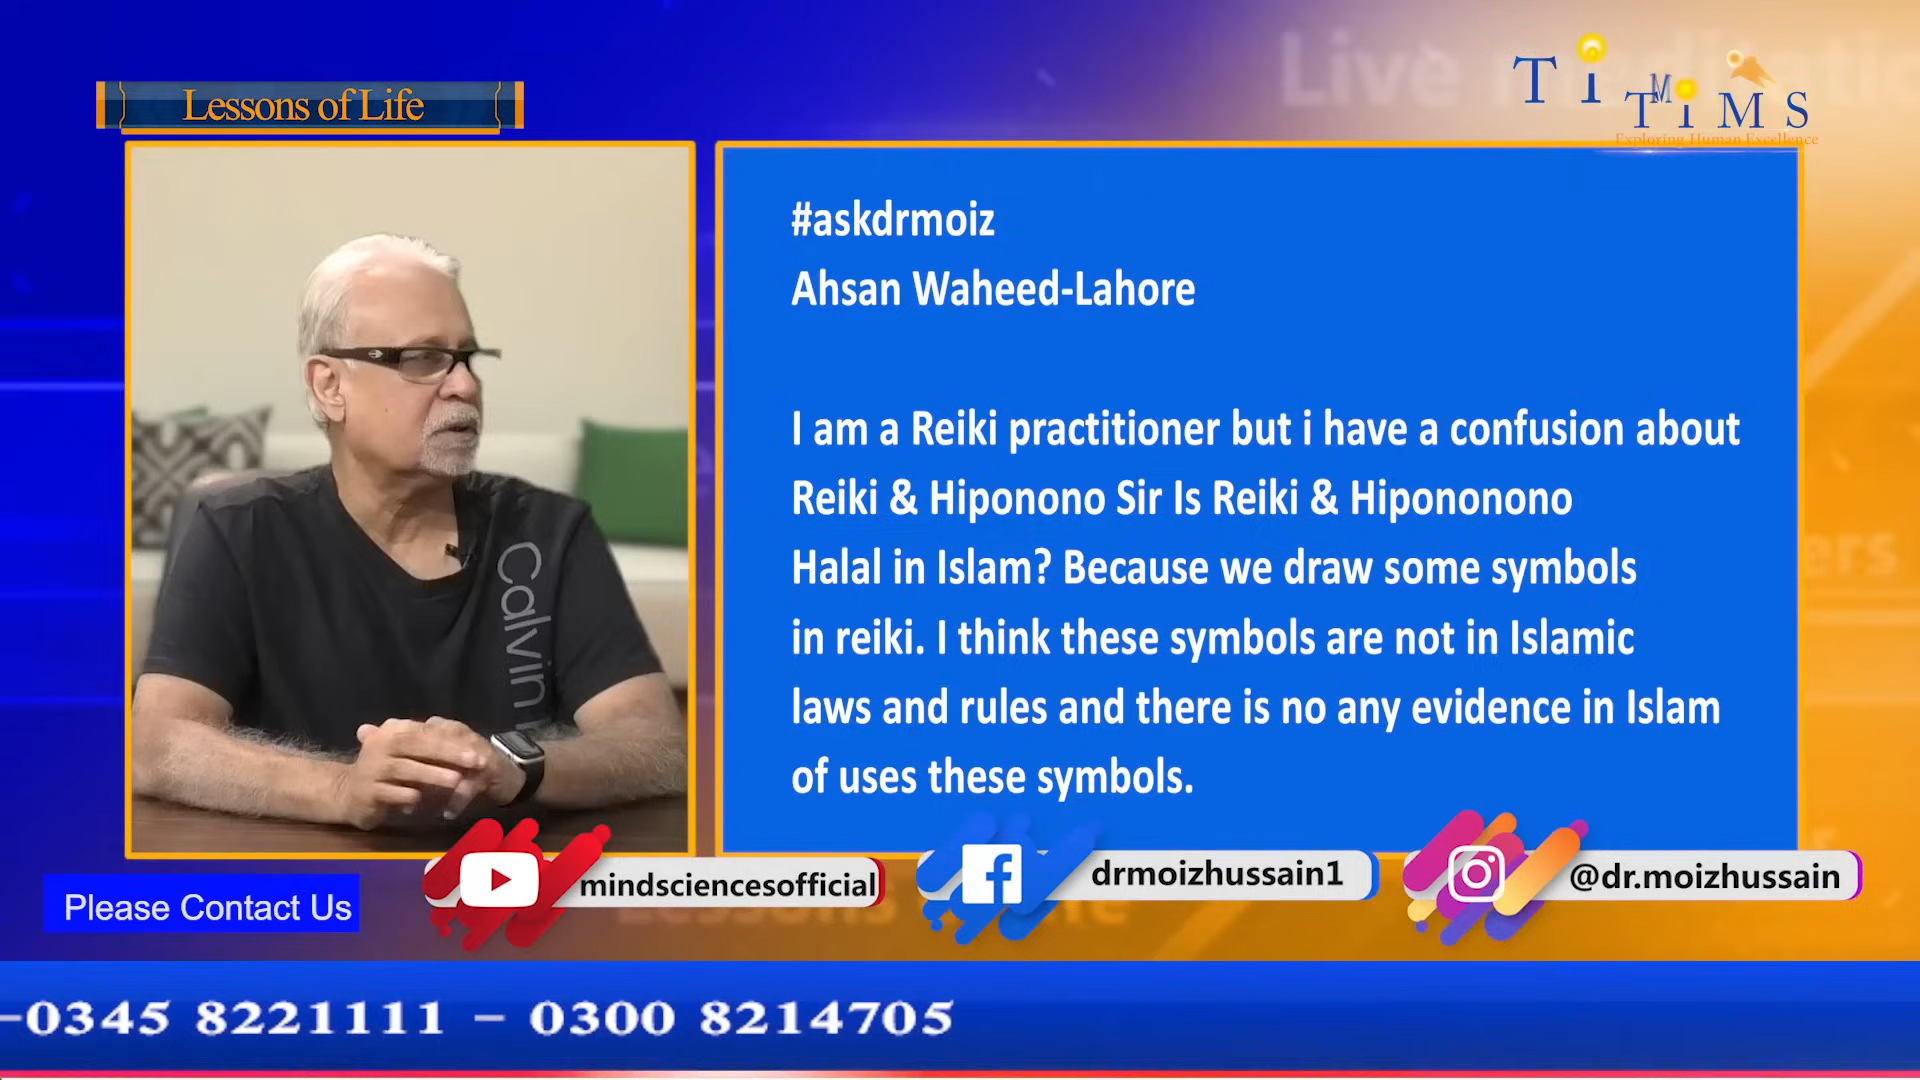 Live
Lessons of Life
Ti
TiMS
M
Exploring Human Excellence
#askdrmoiz
Ahsan Waheed-Lahore
I am a Reiki practitioner but i have a confusion about
Reiki & Hiponono Sir Is Reiki & Hipononono
Halal in Islam? Because we draw some symbols
in reiki. I think these symbols are not in Islamic
laws and rules and there is no any evidence in Islam
of uses these symbols.
Calvin
Please Contact Us
mindsciencesofficial
drmoizhussain1
@dr.moizhussain
-0345 8221111 - 0300 8214705